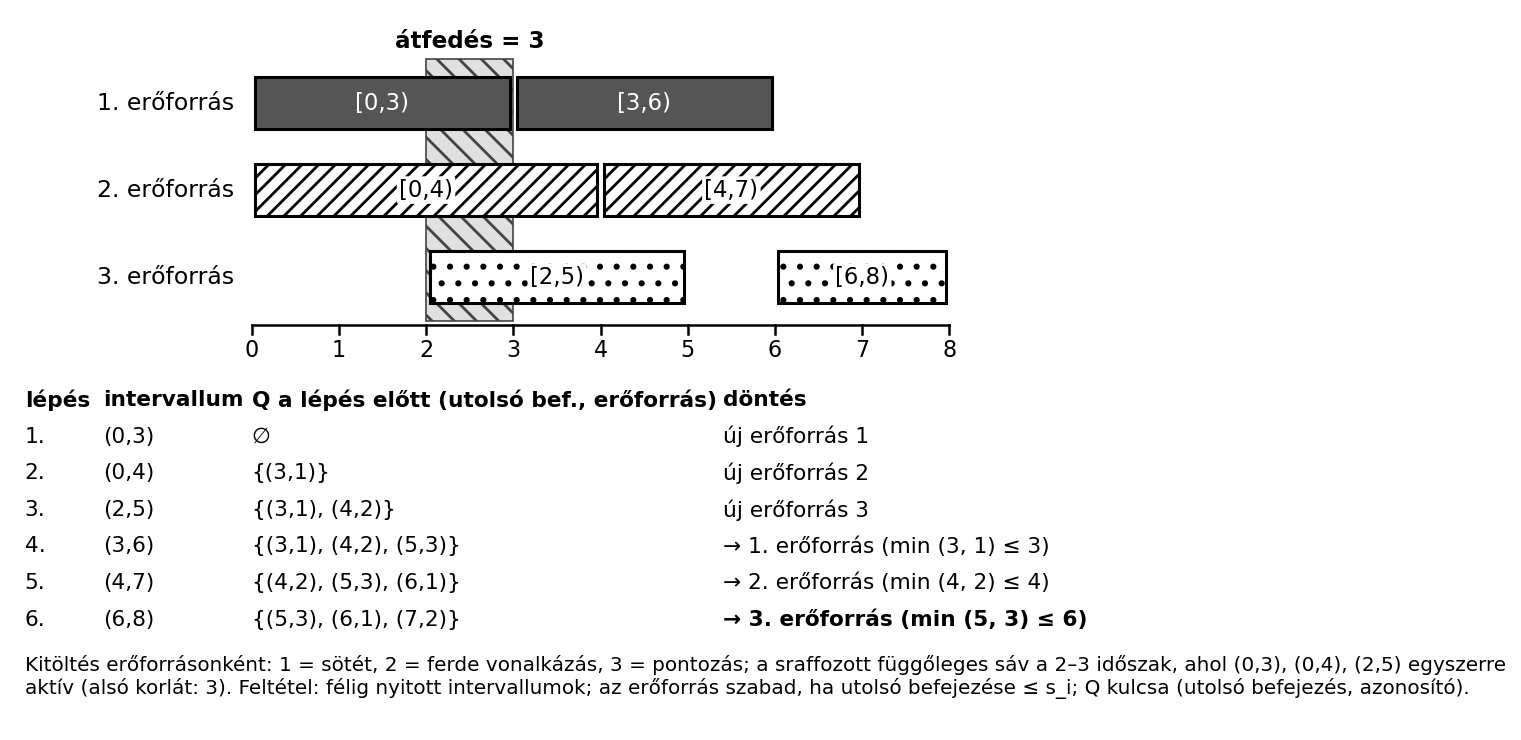 átfedés = 3
1. erőforrás [0,3) [3,6)
2. erőforrás [0,4) [4,7)
3. erőforrás [2,5) [6,8)
0 1 2 3 4 5 6 7 8
lépés intervallum Q a lépés előtt (utolsó bef., erőforrás) döntés
1. (0,3) ∅ új erőforrás 1
2. (0,4) {(3,1)} új erőforrás 2
3. (2,5) {(3,1), (4,2)} új erőforrás 3
4. (3,6) {(3,1), (4,2), (5,3)} → 1. erőforrás (min (3, 1) ≤ 3)
5. (4,7) {(4,2), (5,3), (6,1)} → 2. erőforrás (min (4, 2) ≤ 4)
6. (6,8) {(5,3), (6,1), (7,2)} → 3. erőforrás (min (5, 3) ≤ 6)
Kitöltés erőforrásonként: 1 = sötét, 2 = ferde vonalkázás, 3 = pontozás; a sraffozott függőleges sáv a 2–3 időszak, ahol (0,3), (0,4), (2,5) egyszerre
aktív (alsó korlát: 3). Feltétel: félig nyitott intervallumok; az erőforrás szabad, ha utolsó befejezése ≤ s_i; Q kulcsa (utolsó befejezés, azonosító).